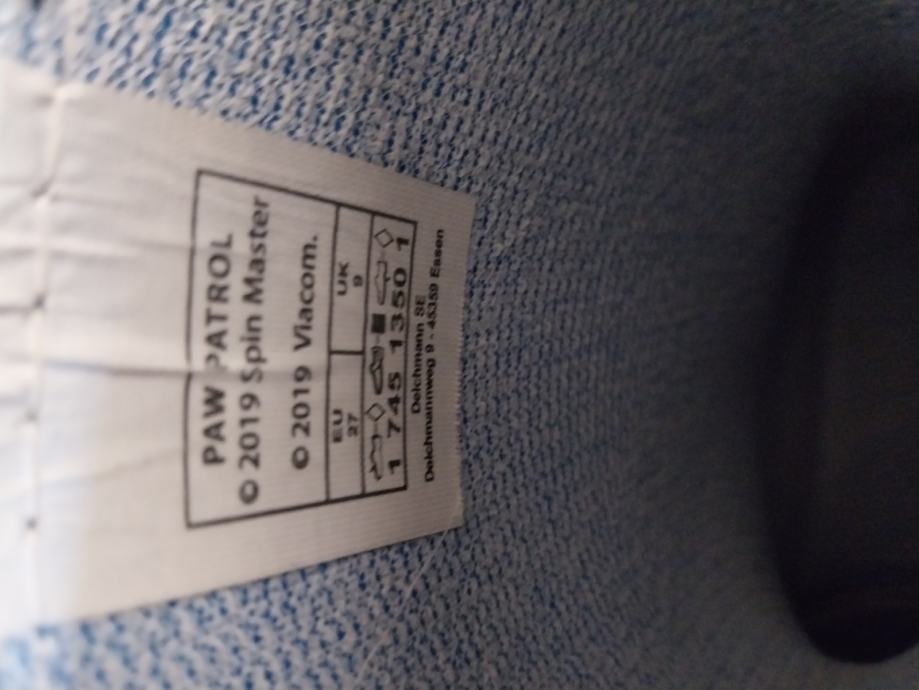 PAW PATROL
© 2019 Spin Master
© 2019 Viacom.
EU UK
27 9
1 745 1350 1
Deichmann SE
Deichmannweg 9 - 45359 Essen